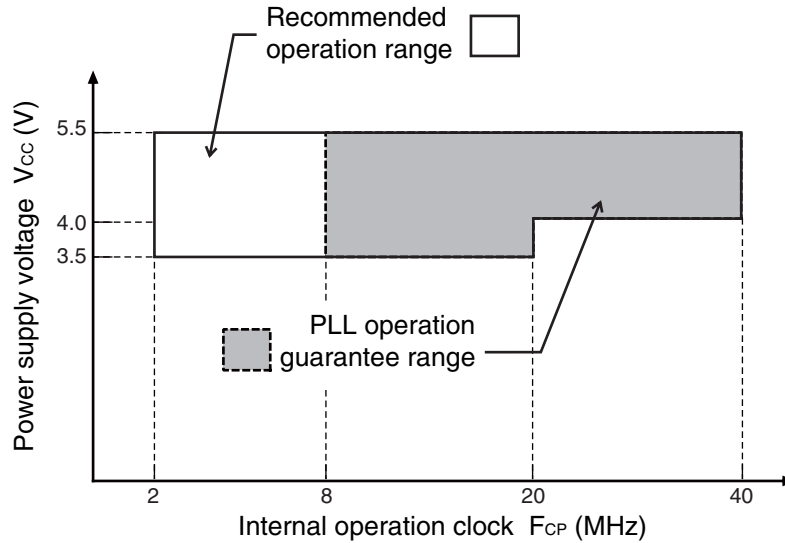 Recommended
operation range
Power supply voltage VCC (V)
5.5
4.0
3.5
PLL operation
guarantee range
2
8
20
40
Internal operation clock FCP (MHz)